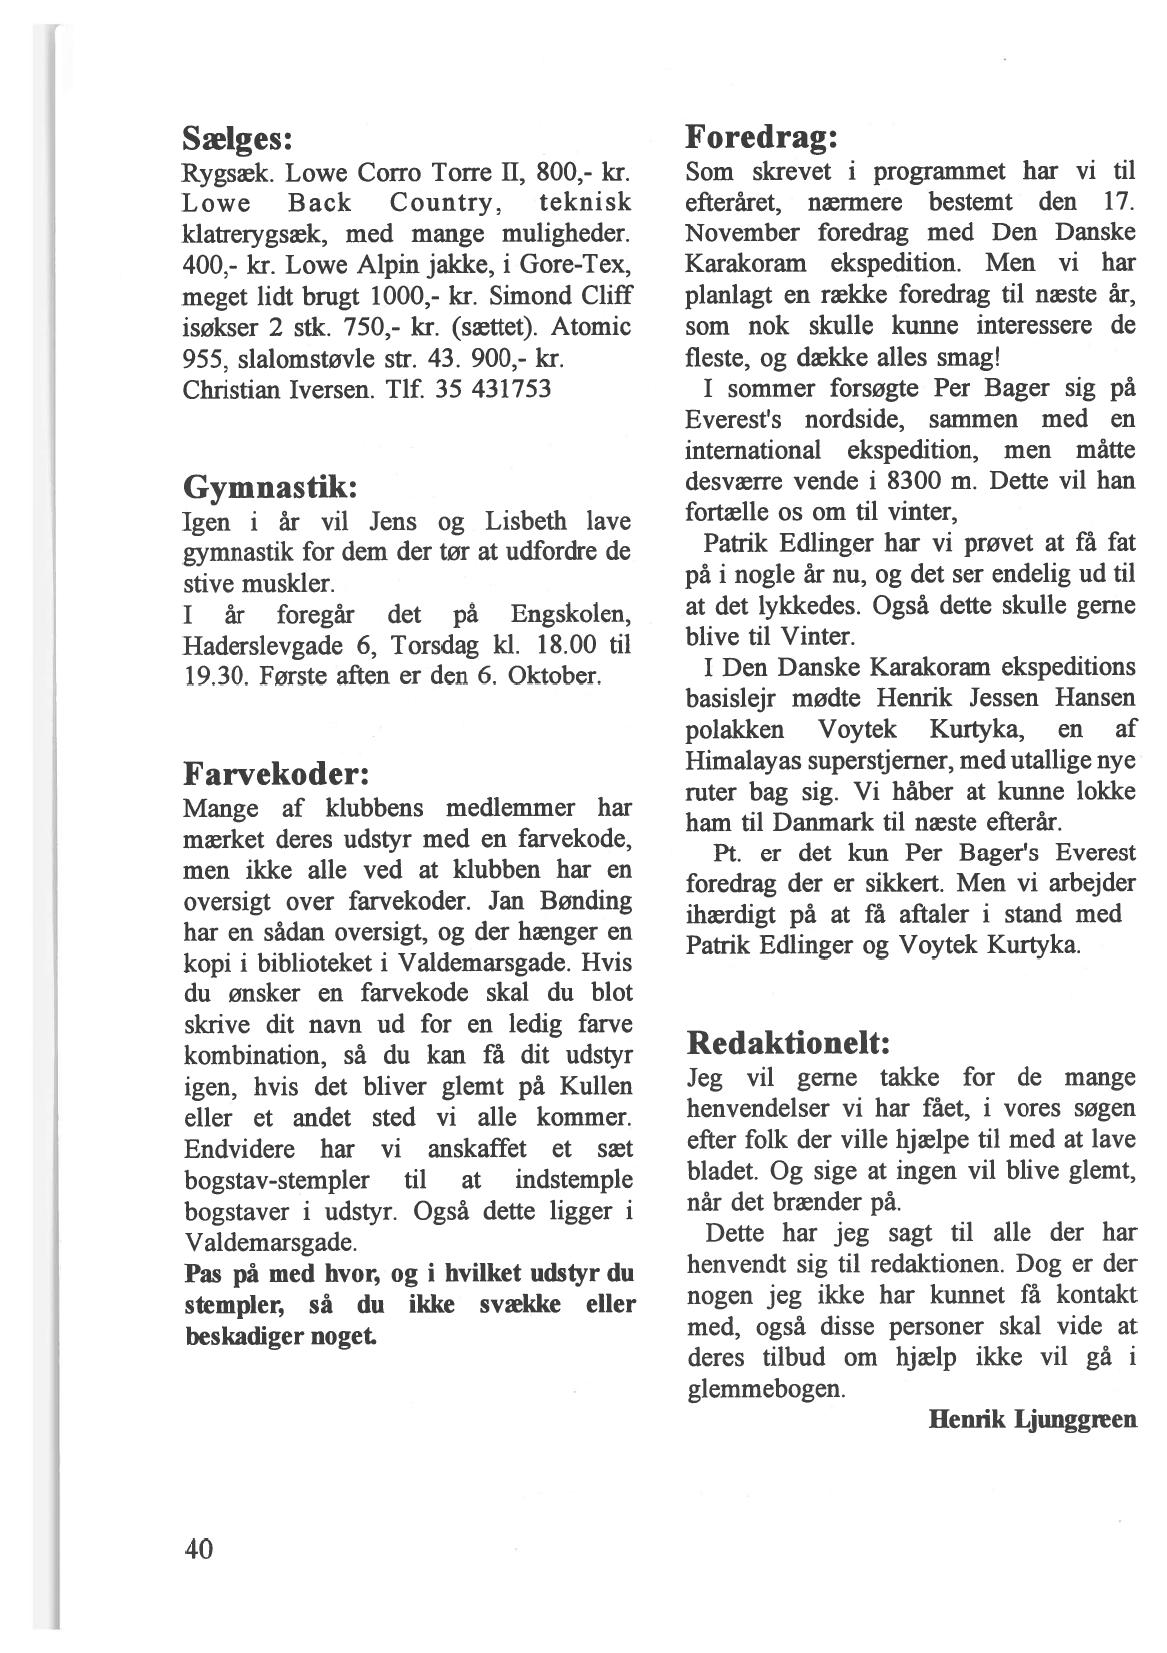 Sælges:
Rygsæk. Lowe Corro Torre II, 800,- kr.
Lowe Back Country, teknisk
klatrerygsæk, med mange muligheder.
400,- kr. Lowe Alpin jakke, i Gore-Tex,
meget lidt brugt 1000,- kr. Simond Cliff
isøkser 2 stk. 750,- kr. (sættet). Atomic
955, slalomstøvle str. 43. 900,- kr.
Christian Iversen. Tlf. 35 431753
Gymnastik:
Igen i år vil Jens og Lisbeth lave
gymnastik for dem der tør at udfordre de
stive muskler.
I år foregår det på Engskolen,
Haderslevgade 6, Torsdag kl. 18.00 til
19.30. Første aften er den 6. Oktober.
Farvekoder:
Mange af klubbens medlemmer har
mærket deres udstyr med en farvekode,
men ikke alle ved at klubben har en
oversigt over farvekoder. Jan Bønding
har en sådan oversigt, og der hænger en
kopi i biblioteket i Valdemarsgade. Hvis
du ønsker en farvekode skal du blot
skrive dit navn ud for en ledig farve
kombination, så du kan få dit udstyr
igen, hvis det bliver glemt på Kullen
eller et andet sted vi alle kommer.
Endvidere har vi anskaffet et sæt
bogstav-stempler til at indstemple
bogstaver i udstyr. Også dette ligger i
Valdemarsgade.
Pas på med hvor, og i hvilket udstyr du
stempler, så du ikke svække eller
beskadiger noget.
Foredrag:
Som skrevet i programmet har vi til
efteråret, nærmere bestemt den 17.
November foredrag med Den Danske
Karakoram ekspedition. Men vi har
planlagt en række foredrag til næste år,
som nok skulle kunne interessere de
fleste, og dække alles smag!
I sommer forsøgte Per Bager sig på
Everest's nordside, sammen med en
international ekspedition, men måtte
desværre vende i 8300 m. Dette vil han
fortælle os om til vinter,
Patrik Edlinger har vi prøvet at få fat
på i nogle år nu, og det ser endelig ud til
at det lykkedes. Også dette skulle gerne
blive til Vinter.
I Den Danske Karakoram ekspeditions
basislejr mødte Henrik Jessen Hansen
polakken Voytek Kurtyka, en af
Himalayas superstjerner, med utallige nye
ruter bag sig. Vi håber at kunne lokke
ham til Danmark til næste efterår.
Pt. er det kun Per Bager's Everest
foredrag der er sikkert. Men vi arbejder
ihærdigt på at få aftaler i stand med
Patrik Edlinger og Voytek Kurtyka.
Redaktionelt:
Jeg vil gerne takke for de mange
henvendelser vi har fået, i vores søgen
efter folk der ville hjælpe til med at lave
bladet. Og sige at ingen vil blive glemt,
når det brænder på.
Dette har jeg sagt til alle der har
henvendt sig til redaktionen. Dog er der
nogen jeg ikke har kunnet få kontakt
med, også disse personer skal vide at
deres tilbud om hjælp ikke vil gå i
glemmebogen.
Henrik Ljunggreen
40